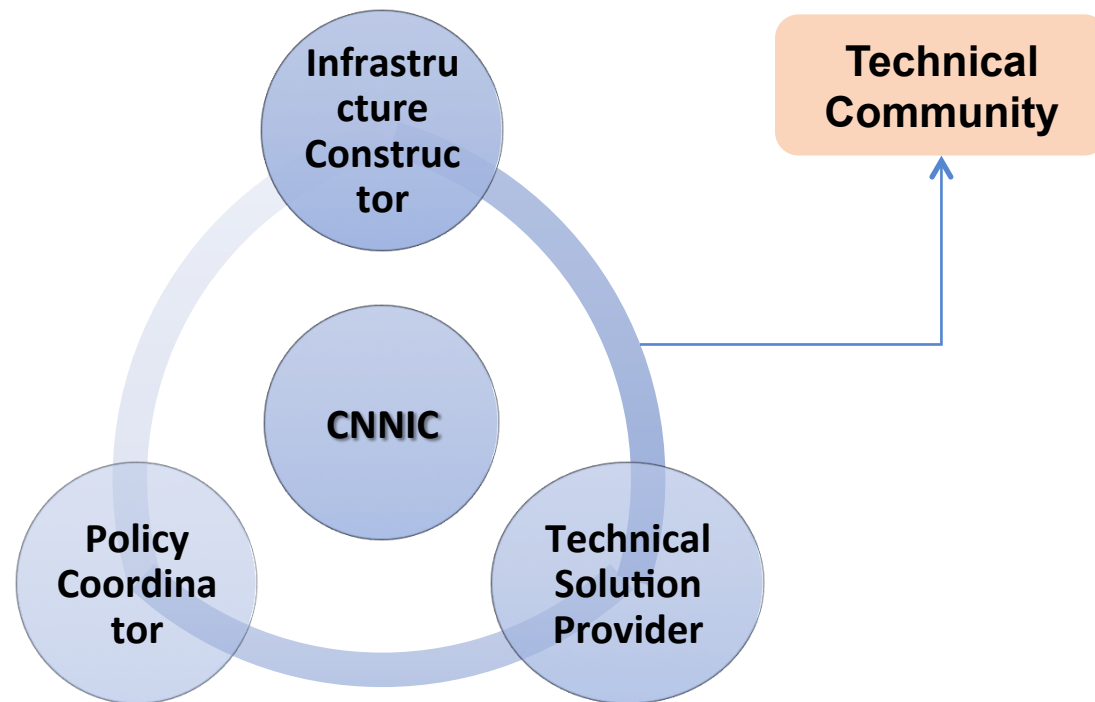 Infrastru
cture
Construc
tor
Technical
Community
CNNIC
Policy
Coordina
tor
Technical
Solution
Provider